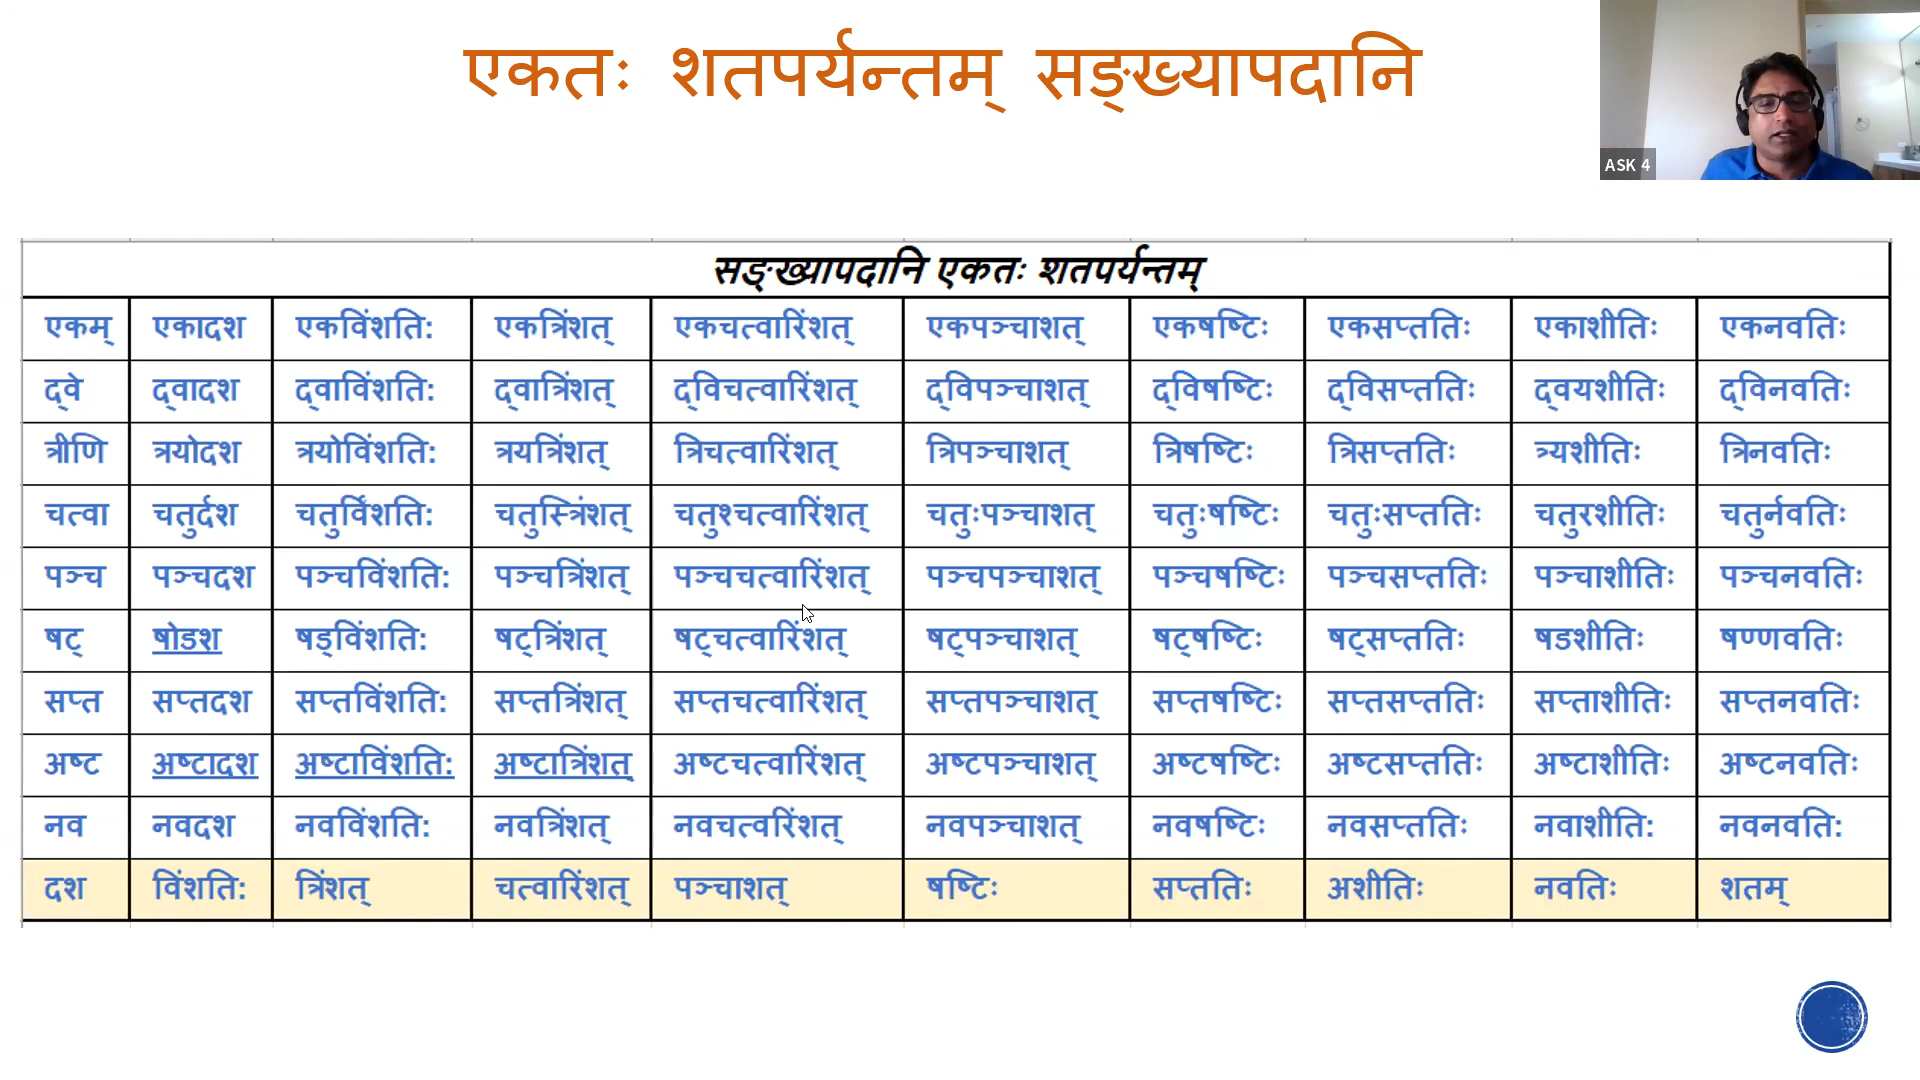 एकतः शतपर्यन्तम् सङ्ख्यापदानि
ASK 4
सङ्ख्यापदानि एकतः शतपर्यन्तम्
एकम् एकादश एकविंशति: एकत्रिंशत् एकचत्वारिंशत् एकपञ्चाशत् एकषष्टिः एकसप्ततिः एकाशीतिः एकनवतिः
द्वे द्वादश द्वाविंशति: द्वात्रिंशत् द्विचत्वारिंशत् द्विपञ्चाशत् द्विषष्टिः द्विसप्ततिः द्वयशीतिः द्विनवतिः
त्रीणि त्रयोदश त्रयोविंशति: त्रयत्रिंशत् त्रिचत्वारिंशत् त्रिपञ्चाशत् त्रिषष्टिः त्रिसप्ततिः त्र्यशीतिः त्रिनवतिः
चत्वा चतुर्दश चतुर्विंशति: चतुस्त्रिंशत् चतुश्चत्वारिंशत् चतुःपञ्चाशत् चतुःषष्टिः चतुःसप्ततिः चतुरशीतिः चतुर्नवतिः
पञ्च पञ्चदश पञ्चविंशति: पञ्चत्रिंशत् पञ्चचत्वारिंशत् पञ्चपञ्चाशत् पञ्चषष्टिः पञ्चसप्ततिः पञ्चाशीतिः पञ्चनवतिः
षट् षोडश षड्विंशति: षट्त्रिंशत् षट्चत्वारिंशत् षट्पञ्चाशत् षट्षष्टिः षट्सप्ततिः षडशीतिः षण्णवतिः
सप्त सप्तदश सप्तविंशति: सप्तत्रिंशत् सप्तचत्वारिंशत् सप्तपञ्चाशत् सप्तषष्टिः सप्तसप्ततिः सप्ताशीतिः सप्तनवतिः
अष्ट अष्टादश अष्टाविंशति: अष्टात्रिंशत् अष्टचत्वारिंशत् अष्टपञ्चाशत् अष्टषष्टिः अष्टसप्ततिः अष्टाशीतिः अष्टनवतिः
नव नवदश नवविंशति: नवत्रिंशत् नवचत्वरिंशत् नवपञ्चाशत् नवषष्टिः नवसप्ततिः नवाशीति: नवनवति:
दश विंशति: त्रिंशत् चत्वारिंशत् पञ्चाशत् षष्टिः सप्ततिः अशीतिः नवतिः शतम्